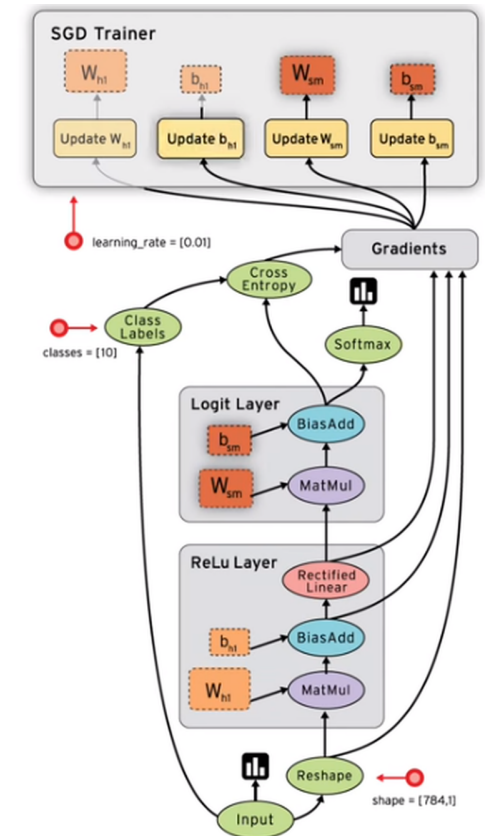 SGD Trainer
Wh1
bh1
Wsm
bsm
Update Wh1
Update bh1
Update Wsm
Update bsm
learning_rate = [0.01]
Gradients
Cross
Entropy
Class
Labels
classes = [10]
Softmax
Logit Layer
BiasAdd
bsm
Wsm
MatMul
ReLu Layer
Rectified
Linear
bh1
BiasAdd
Wh1
MatMul
Reshape
shape = [784,1]
Input